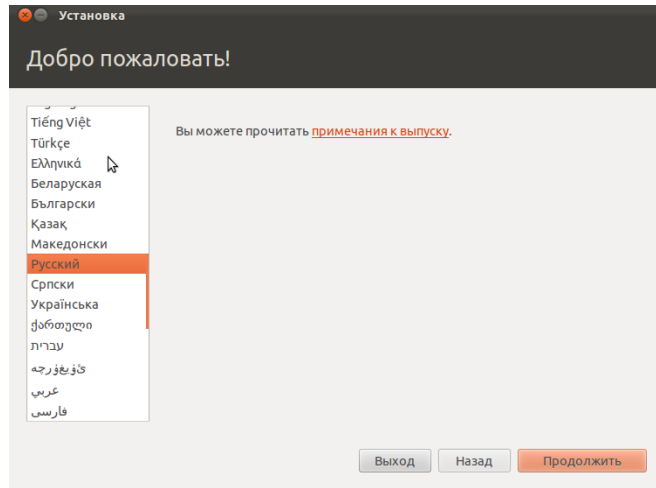 Установка
Добро пожаловать!
Вы можете прочитать примечания к выпуску.
Tiếng Việt
Türkçe
Ελληνικά
Беларуская
Български
Қазақ
Македонски
Русский
Српски
Українська
ქართული
עברית
ئۇيغۇرچە
عربي
فارسی
Выход
Назад
Продолжить